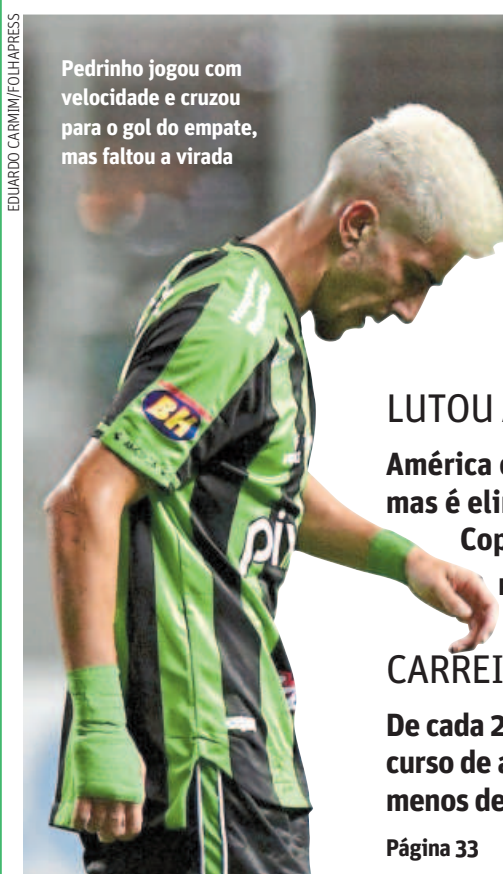 EDUARDO CARMIM/FOLHAPRESS
Pedrinho jogou com
velocidade e cruzou
para o gol do empate,
mas faltou a virada
BH
pi
LUTOU
América
mas é eli
Cop
CARREI
De cada 2
curso de a
menos de
Página 33